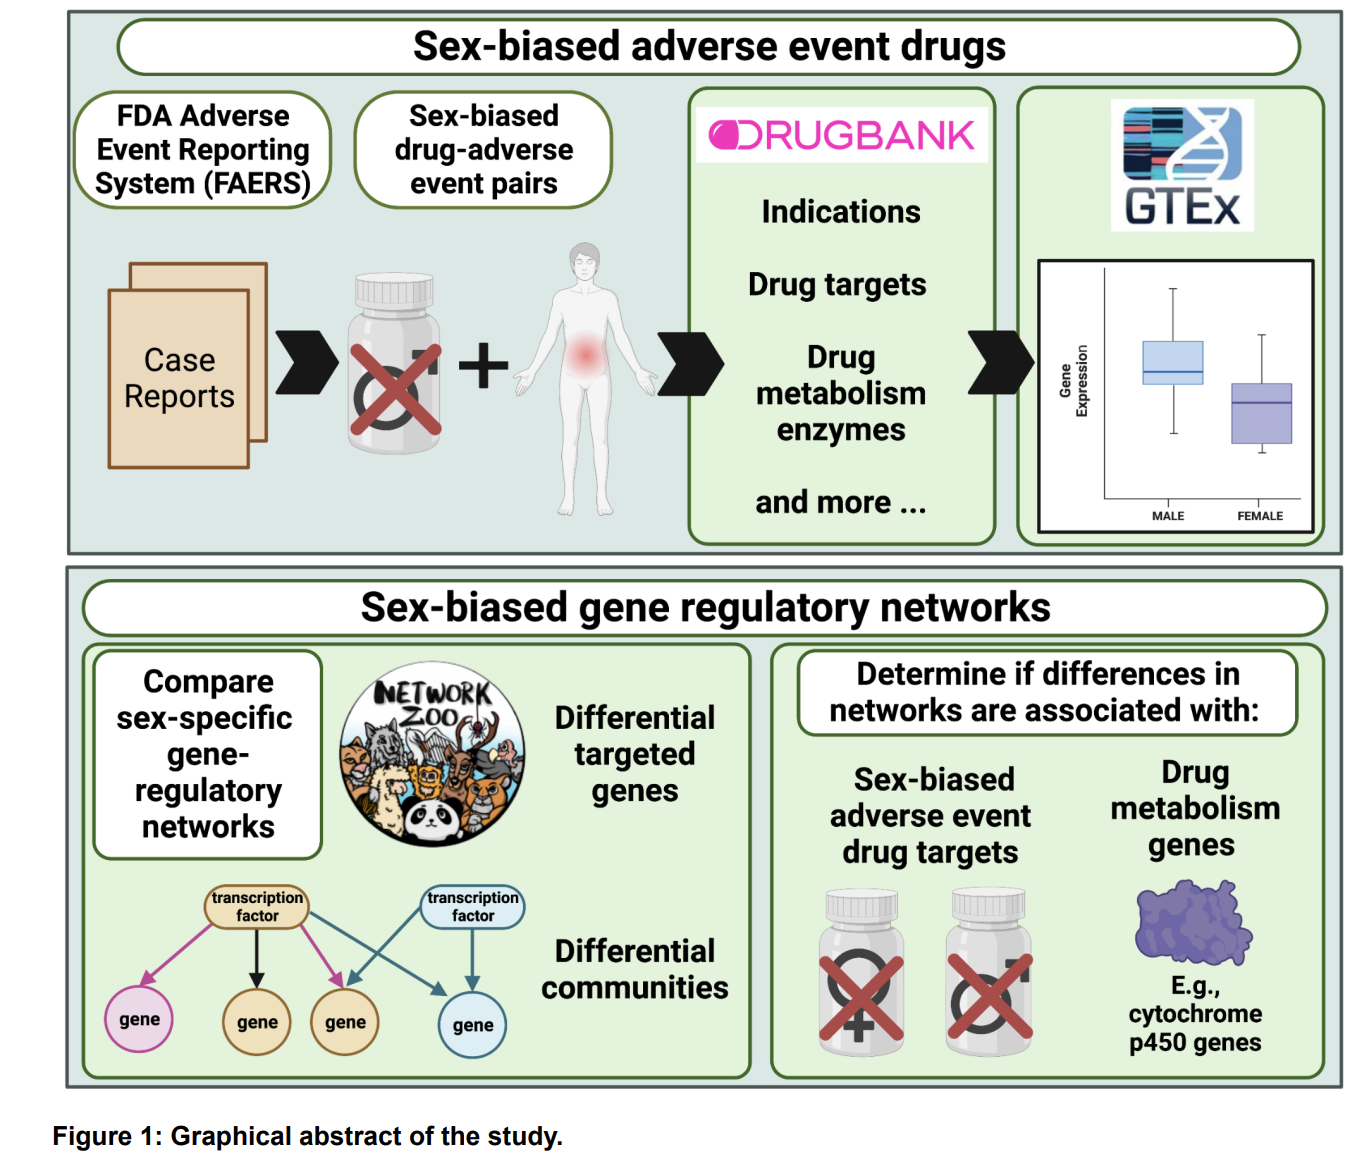 Sex-biased adverse event drugs
FDA Adverse
Event Reporting
System (FAERS)
Sex-biased
drug-adverse
event pairs
Case
Reports
DRUGBANK
Indications
Drug targets
Drug
metabolism
enzymes
and more ...
GTEx
Gene
Expression
MALE
FEMALE
Sex-biased gene regulatory networks
Compare
sex-specific
gene-
regulatory
networks
NETWORK
ZOO
Differential
targeted
genes
transcription
factor
transcription
factor
gene
gene
gene
gene
Differential
communities
Determine if differences in
networks are associated with:
Sex-biased
adverse event
drug targets
Drug
metabolism
genes
E.g.,
cytochrome
p450 genes
Figure 1: Graphical abstract of the study.